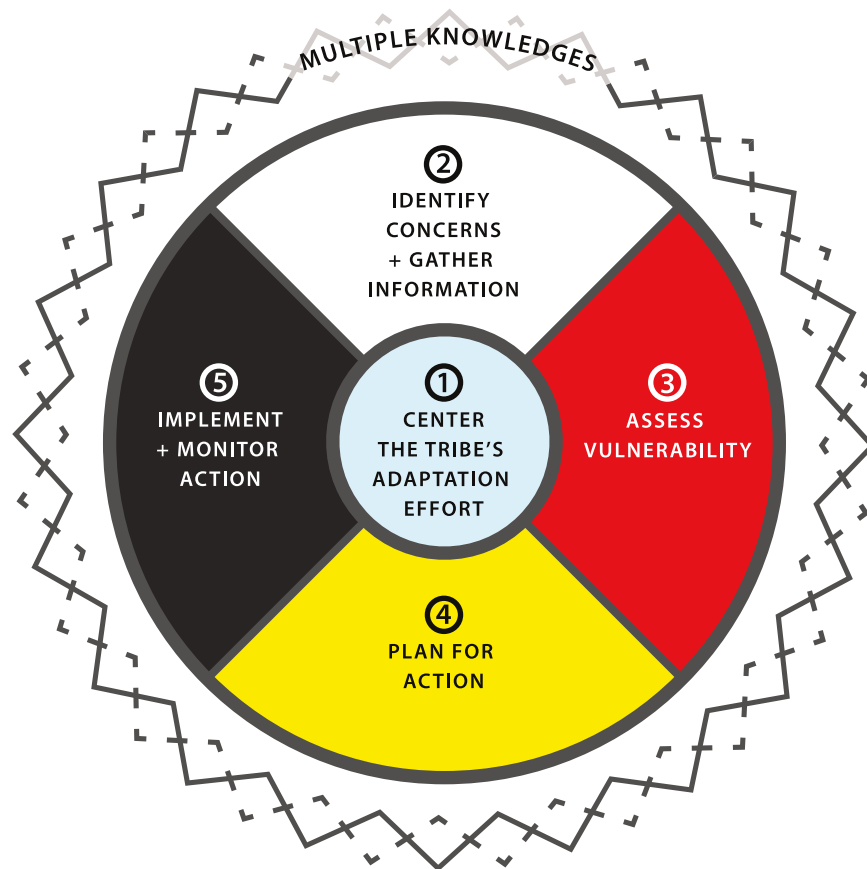 MULTIPLE KNOWLEDGES
2
IDENTIFY
CONCERNS
+ GATHER
INFORMATION
1
CENTER
THE TRIBE’S
ADAPTATION
EFFORT
3
ASSESS
VULNERABILITY
4
PLAN FOR
ACTION
5
IMPLEMENT
+ MONITOR
ACTION